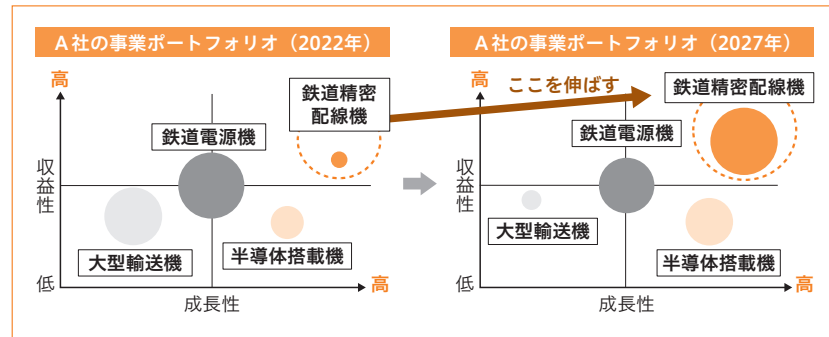 A社の事業ポートフォリオ（2022年）
高
収益性
低
鉄道精密
配線機
鉄道電源機
大型輸送機
半導体搭載機
成長性
高
ここを伸ばす
A社の事業ポートフォリオ（2027年）
高
収益性
低
鉄道精密配線機
鉄道電源機
大型輸送機
半導体搭載機
成長性
高